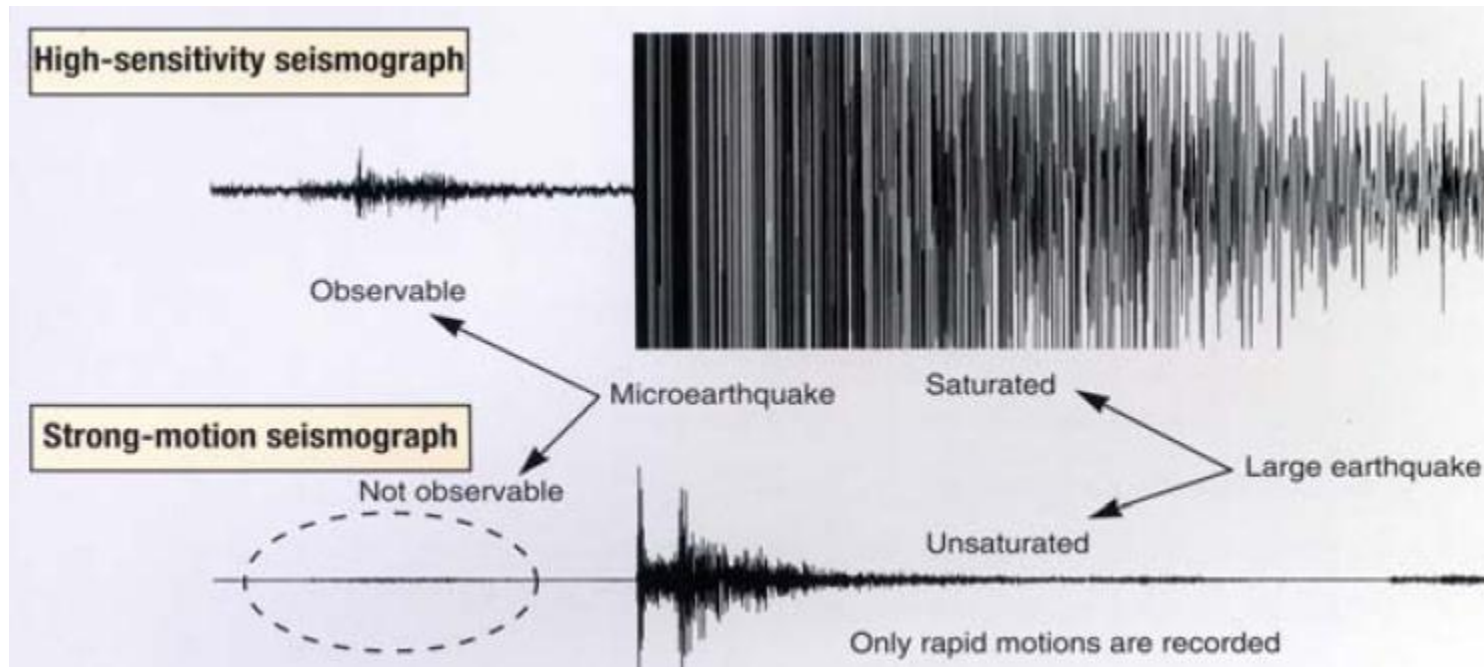 High-sensitivity seismograph
Observable
Microearthquake
Saturated
Strong-motion seismograph
Large earthquake
Not observable
Unsaturated
Only rapid motions are recorded